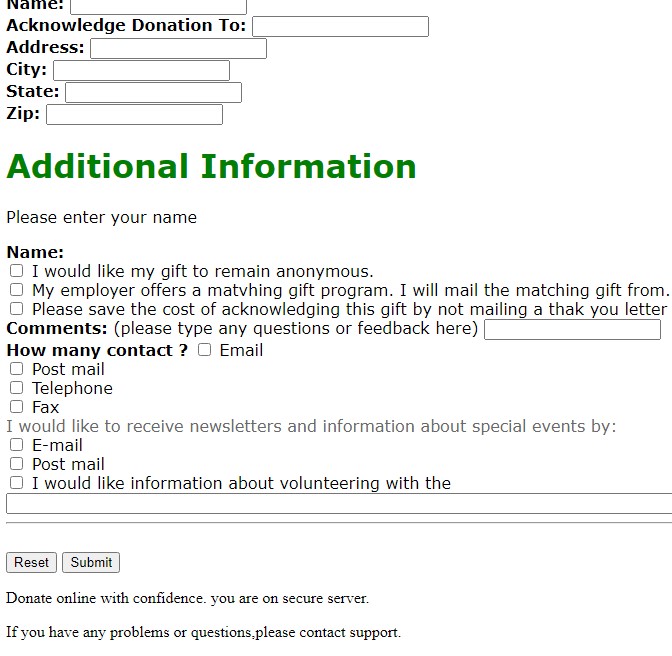 Name:
Acknowledge Donation To:
Address:
City:
State:
Zip:
Additional Information
Please enter your name
Name:
I would like my gift to remain anonymous.
My employer offers a matvhing gift program. I will mail the matching gift from.
Please save the cost of acknowledging this gift by not mailing a thak you letter
Comments: (please type any questions or feedback here)
How many contact ? Email
Post mail
Telephone
Fax
I would like to receive newsletters and information about special events by:
E-mail
Post mail
I would like information about volunteering with the
Reset Submit
Donate online with confidence. you are on secure server.
If you have any problems or questions,please contact support.